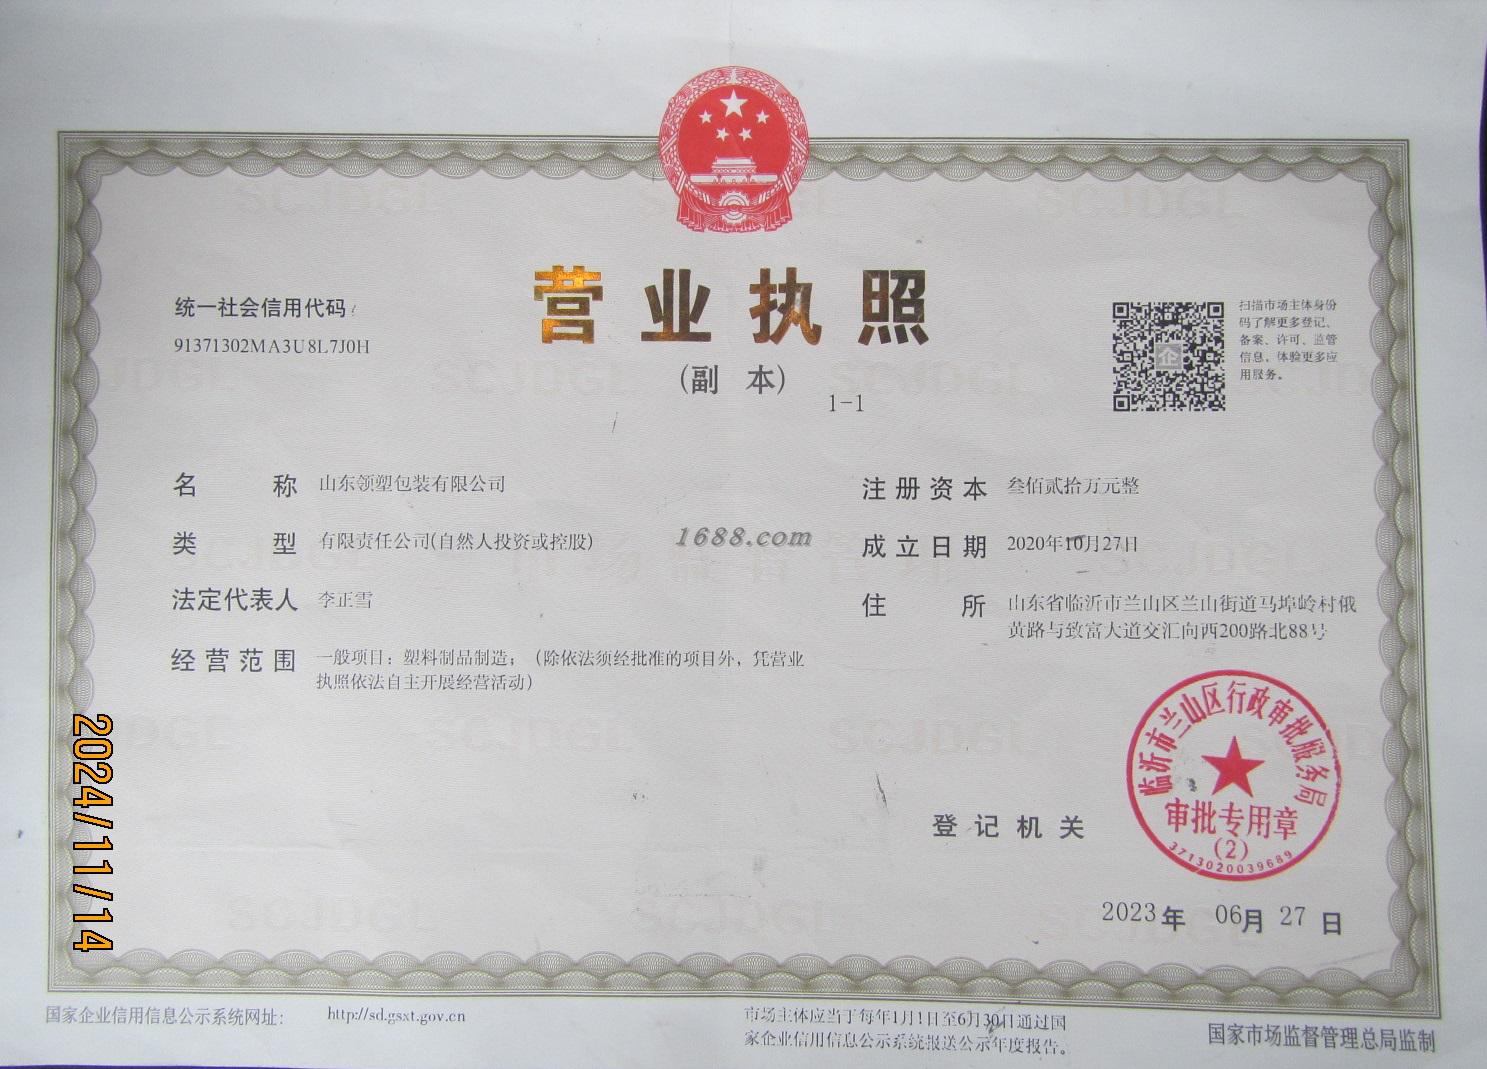 营业执照
(副 本)
1-1
统一社会信用代码
91371302MA3U8L7J0H
扫描市场主体身份
码了解更多登记、
备案、许可、监管
信息，体验更多应
用服务。
名 称 山东领塑包装有限公司
类 型 有限责任公司(自然人投资或控股)
法定代表人 李正雪
经营范围 一般项目：塑料制品制造；（除依法须经批准的项目外，凭营业
执照依法自主开展经营活动）
注册资本 叁佰贰拾万元整
成立日期 2020年10月27日
住 所 山东省临沂市兰山区兰山街道马埠岭村俄
黄路与致富大道交汇向西200路北88号
1688.com
登记机关
临沂市兰山区行政审批服务局
审批专用章
(2)
3713020039689
2023年 06月 27 日
2024/11/14
国家企业信用信息公示系统网址： http://sd.gsxt.gov.cn
市场主体应当于每年1月1日至6月30日通过国
家企业信用信息公示系统报送公示年度报告。
国家市场监督管理总局监制